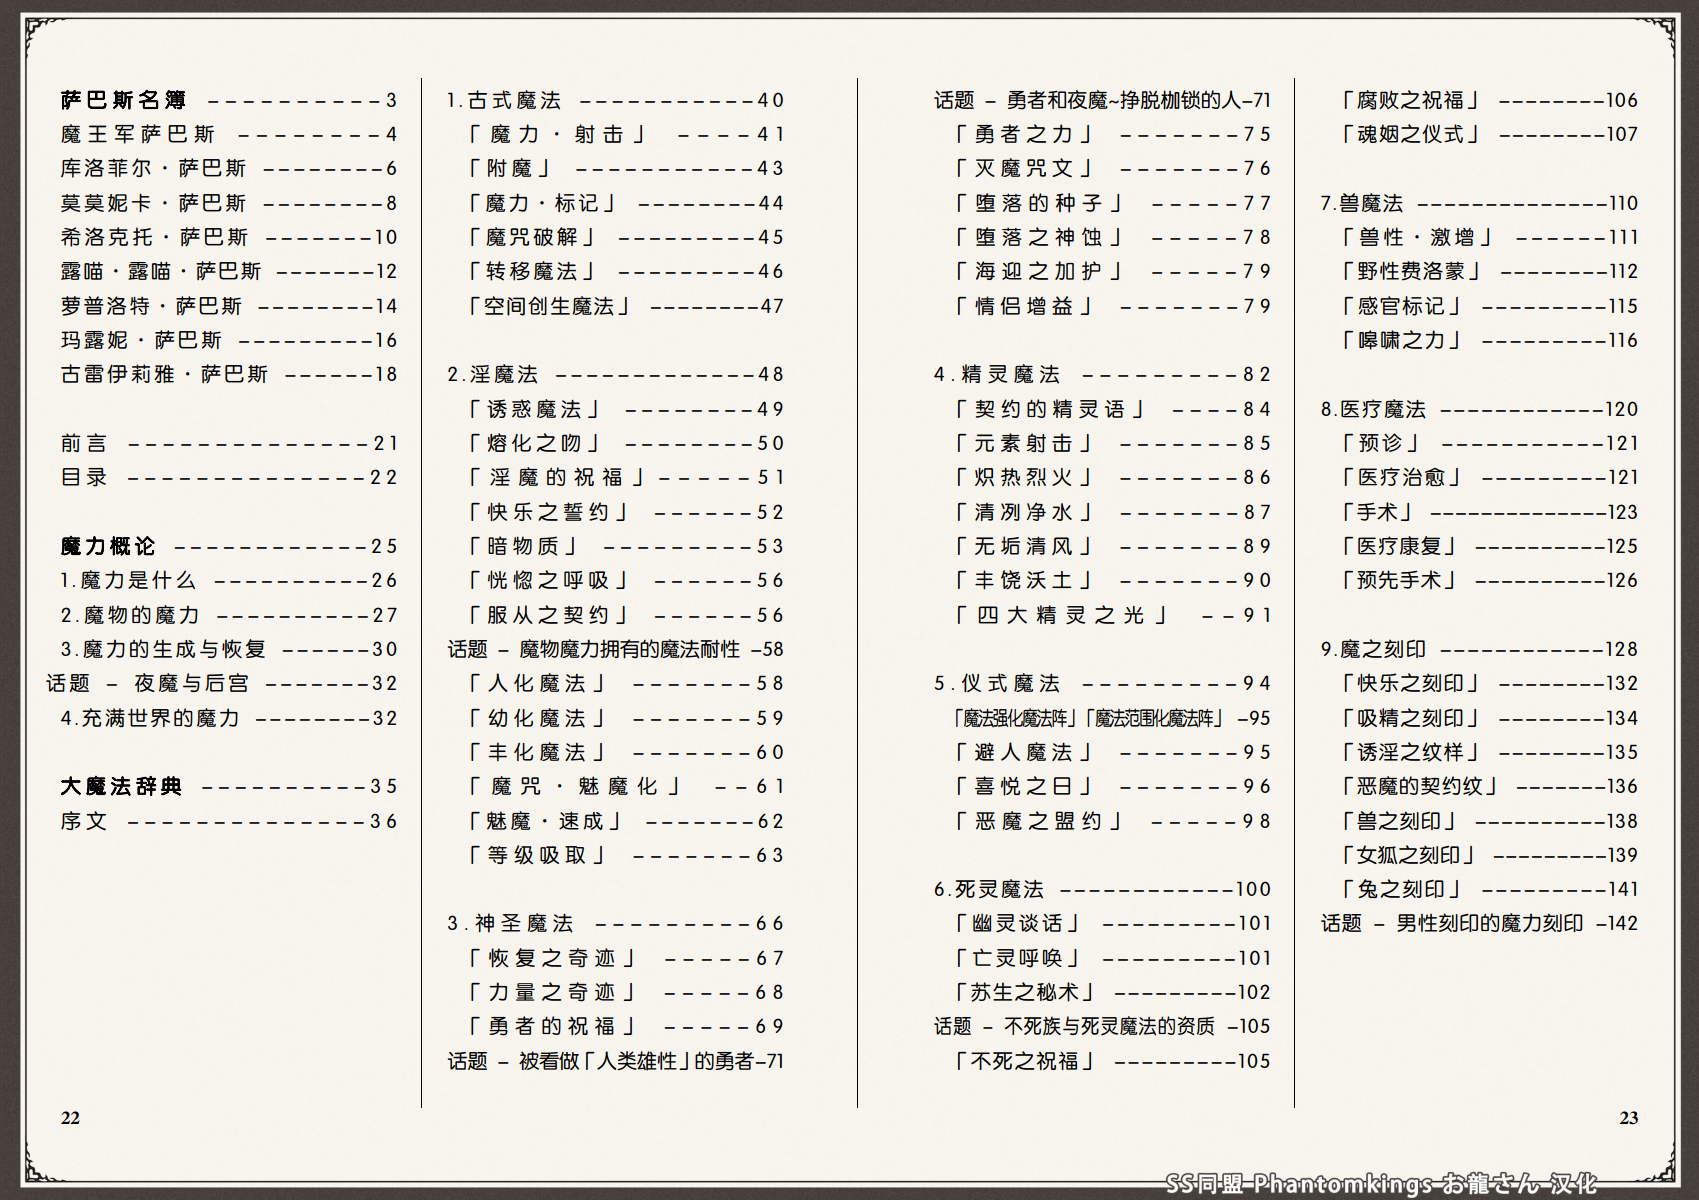 萨巴斯名簿 ----------3
魔王军萨巴斯 --------4
库洛菲尔·萨巴斯 --------6
莫莫妮卡·萨巴斯 --------8
希洛克托·萨巴斯 -------10
露喵·露喵·萨巴斯 -------12
萝普洛特·萨巴斯 --------14
玛露妮·萨巴斯 ---------16
古雷伊莉雅·萨巴斯 ------18
前言 --------------21
目录 --------------22
魔力概论 ------------25
1.魔力是什么 ----------26
2.魔物的魔力 ----------27
3.魔力的生成与恢复 ------30
话题 - 夜魔与后宫 -------32
4.充满世界的魔力 --------32
大魔法辞典 ----------35
序文 --------------36
22
1.古式魔法 -----------40
「魔力·射击」 ----41
「附魔」 -----------43
「魔力·标记」 --------44
「魔咒破解」 ---------45
「转移魔法」 ---------46
「空间创生魔法」 --------47
2.淫魔法 -------------48
「诱惑魔法」 --------49
「熔化之吻」 --------50
「淫魔的祝福」-----51
「快乐之誓约」 ------52
「暗物质」 ---------53
「恍惚之呼吸」 ------56
「服从之契约」 ------56
话题 - 魔物魔力拥有的魔法耐性 -58
「人化魔法」 -------58
「幼化魔法」 -------59
「丰化魔法」 -------60
「魔咒·魅魔化」 --61
「魅魔·速成」 -------62
「等级吸取」 -------63
3.神圣魔法 ---------66
「恢复之奇迹」 -----67
「力量之奇迹」 -----68
「勇者的祝福」 -----69
话题 - 被看做「人类雄性」的勇者-71
话题 - 勇者和夜魔~挣脱枷锁的人-71
「勇者之力」 -------75
「灭魔咒文」 -------76
「堕落的种子」 -----77
「堕落之神蚀」 -----78
「海迎之加护」 -----79
「情侣增益」 -------79
4.精灵魔法 ---------82
「契约的精灵语」 ----84
「元素射击」 -------85
「炽热烈火」 -------86
「清冽净水」 -------87
「无垢清风」 -------89
「丰饶沃土」 -------90
「四大精灵之光」 --91
5.仪式魔法 ---------94
「魔法强化魔法阵」「魔法范围化魔法阵」 -95
「避人魔法」 -------95
「喜悦之日」 -------96
「恶魔之盟约」 -----98
6.死灵魔法 ------------100
「幽灵谈话」 ---------101
「亡灵呼唤」 ---------101
「苏生之秘术」 ---------102
话题 - 不死族与死灵魔法的资质 -105
「不死之祝福」 ---------105
「腐败之祝福」 --------106
「魂姻之仪式」 --------107
7.兽魔法 --------------110
「兽性·激增」 ------111
「野性费洛蒙」 --------112
「感官标记」 ---------115
「嗥啸之力」 ---------116
8.医疗魔法 ------------120
「预诊」 -----------121
「医疗治愈」 ---------121
「手术」 -------------123
「医疗康复」 ---------125
「预先手术」 ---------126
9.魔之刻印 ------------128
「快乐之刻印」 --------132
「吸精之刻印」 --------134
「诱淫之纹样」 --------135
「恶魔的契约纹」 -------136
「兽之刻印」 ---------138
「女狐之刻印」 ---------139
「兔之刻印」 ---------141
话题 - 男性刻印的魔力刻印 -142
23
SS同盟 Phantomkings お龍さん 汉化